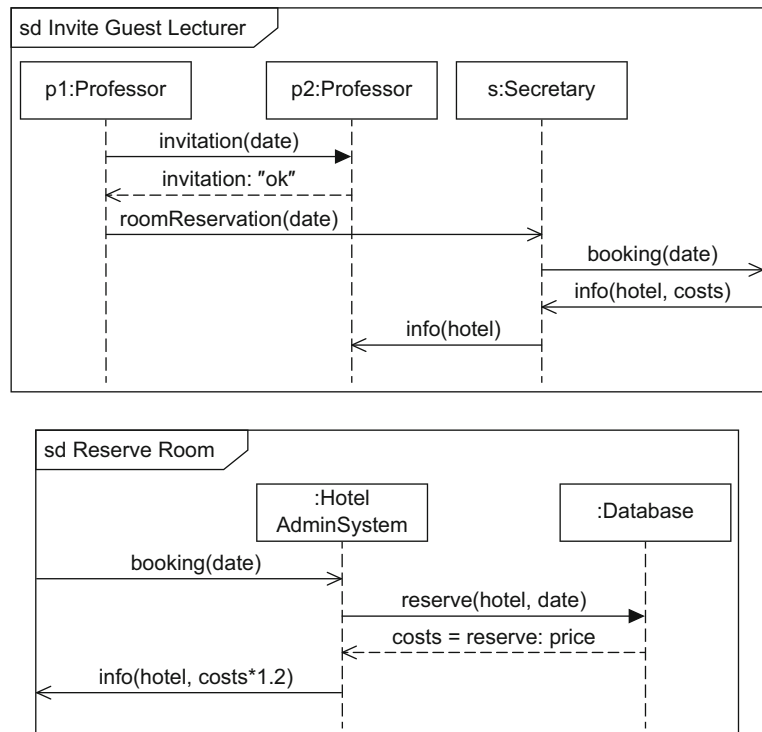 sd Invite Guest Lecturer
p1:Professor
p2:Professor
s:Secretary
invitation(date)
invitation: "ok"
roomReservation(date)
booking(date)
info(hotel, costs)
info(hotel)
sd Reserve Room
:Hotel
AdminSystem
:Database
booking(date)
reserve(hotel, date)
costs = reserve: price
info(hotel, costs*1.2)